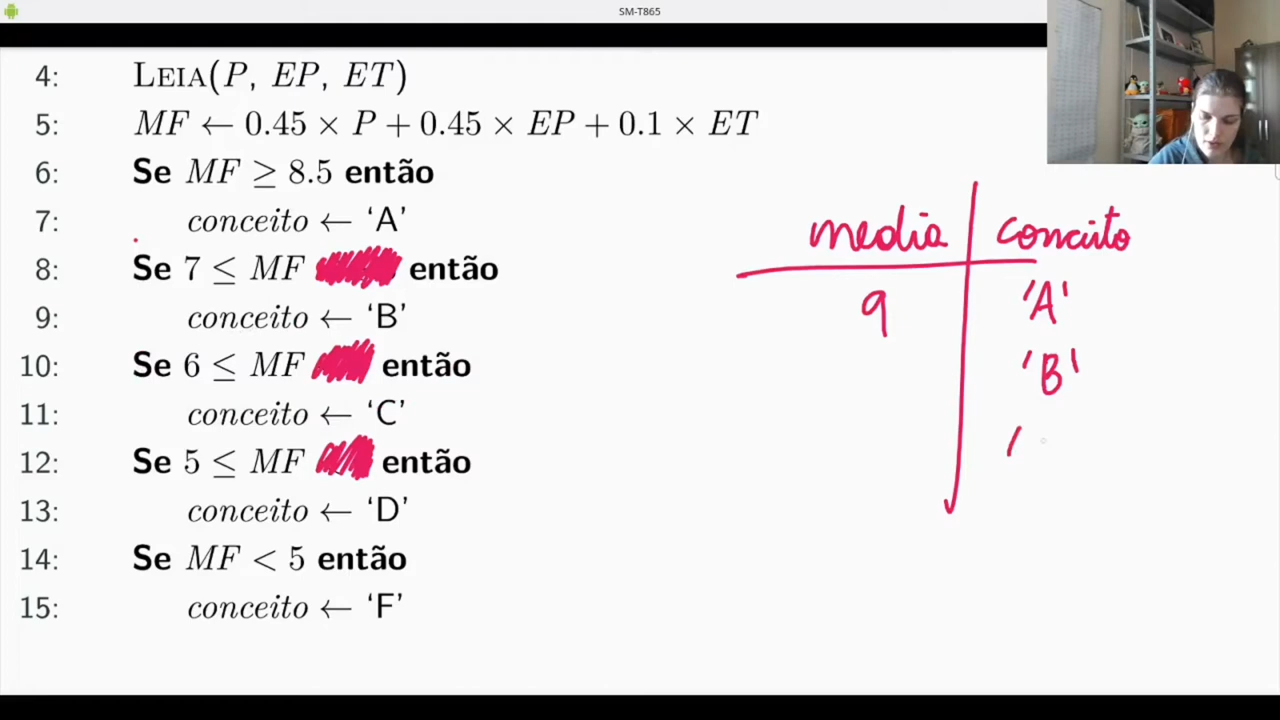 SM-T865
4: LEIA(P, EP, ET)
5: MF ← 0.45 × P + 0.45 × EP + 0.1 × ET
6: Se MF ≥ 8.5 então
7: conceito ← ‘A’
8: Se 7 ≤ MF então
9: conceito ← ‘B’
10: Se 6 ≤ MF então
11: conceito ← ‘C’
12: Se 5 ≤ MF então
13: conceito ← ‘D’
14: Se MF < 5 então
15: conceito ← ‘F’
media conceito
9 'A'
'B'
'